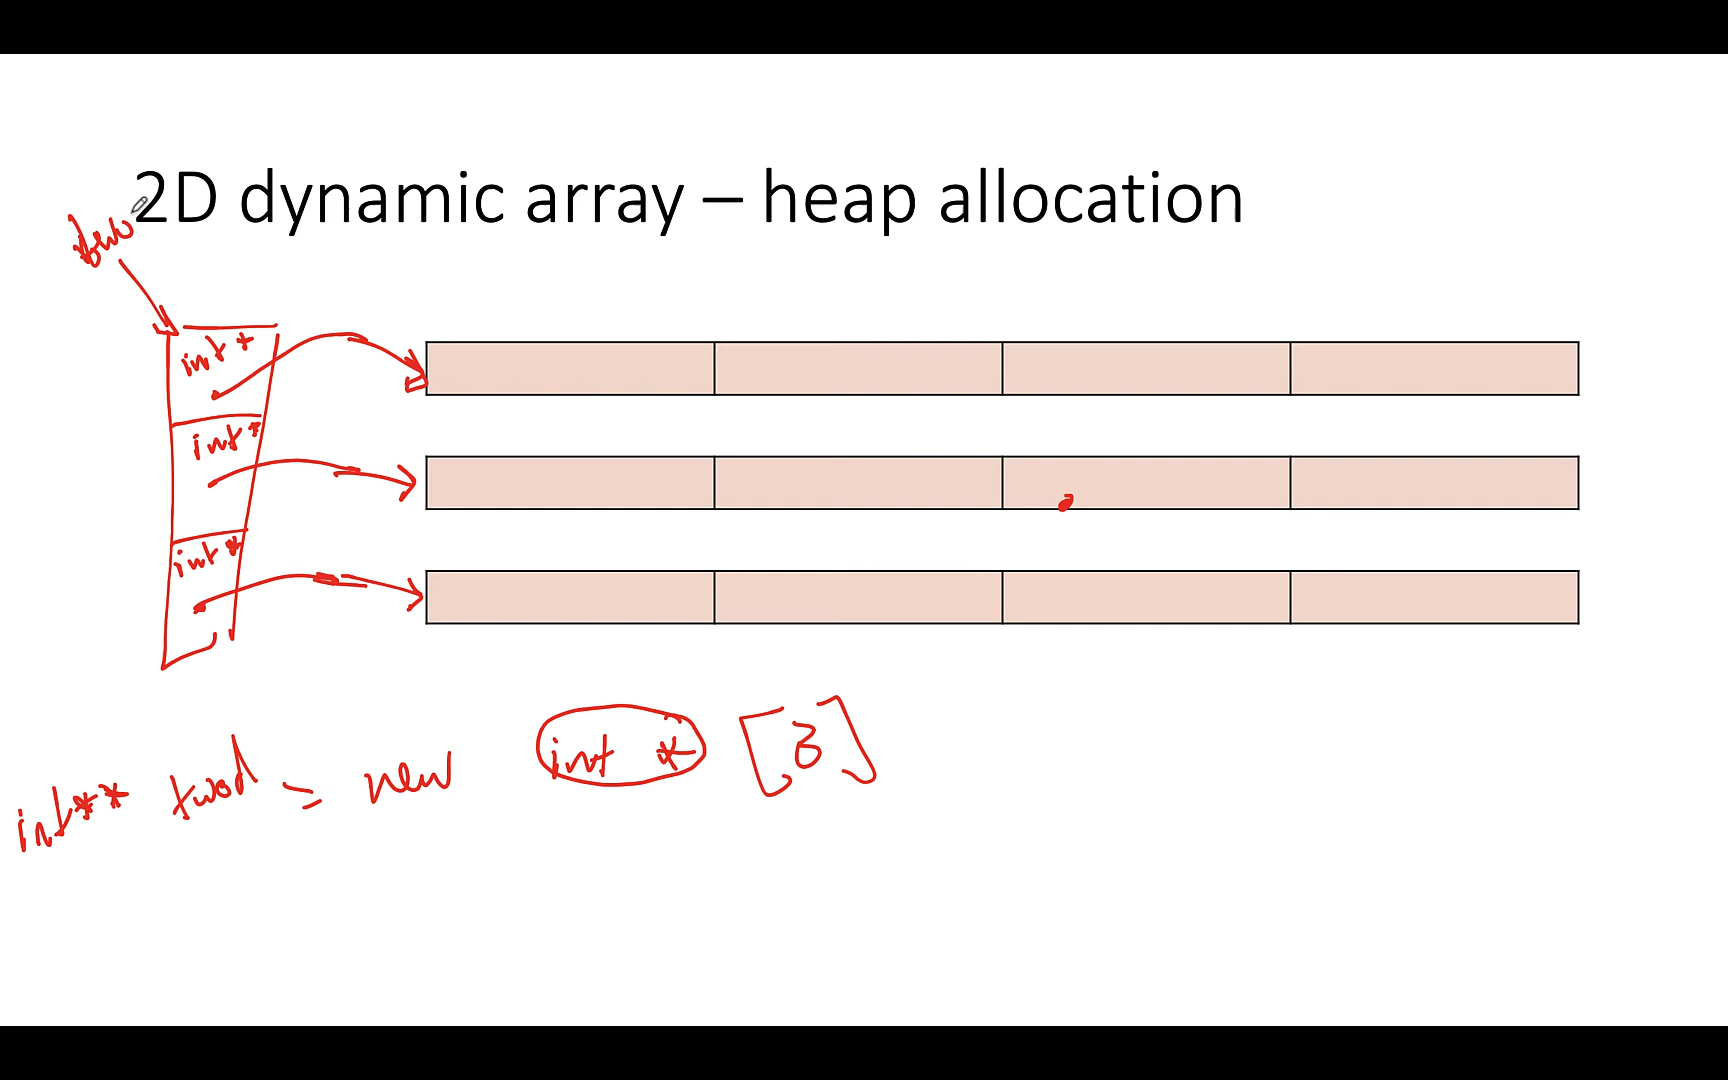 2D dynamic array – heap allocation
int *
int *
int *
int** twod = new int * [3]